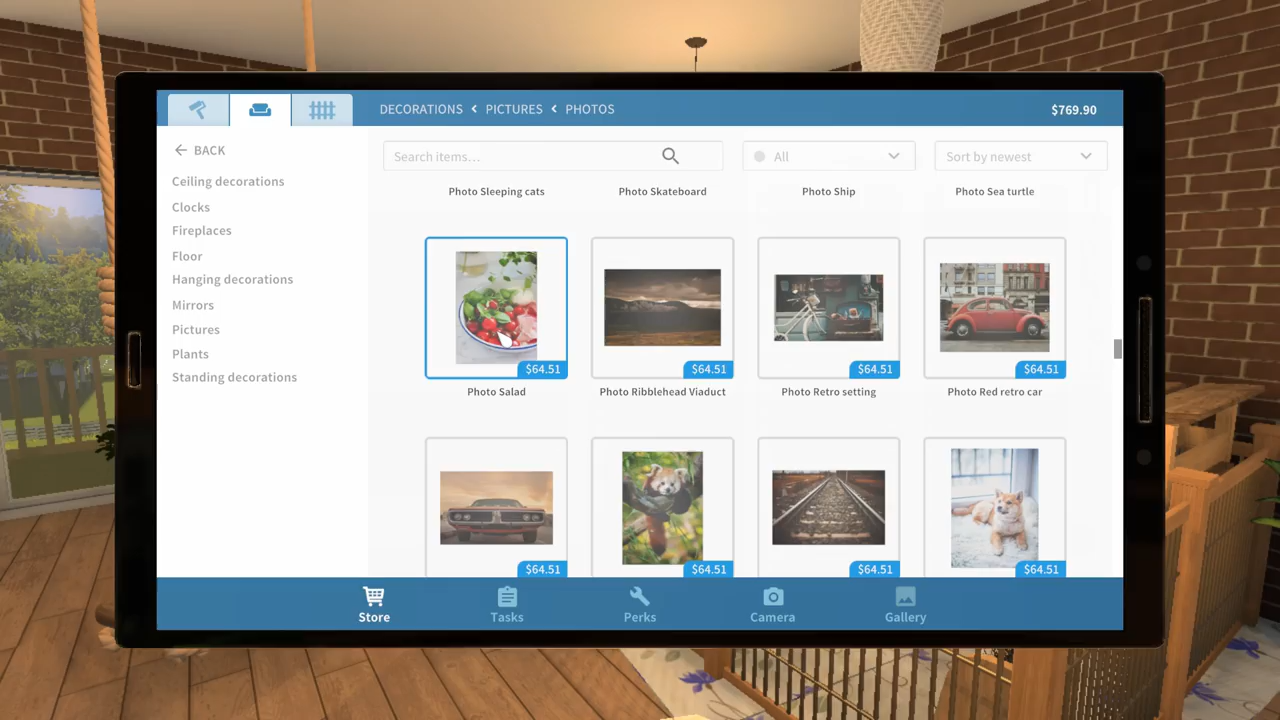 DECORATIONS < PICTURES < PHOTOS
$769.90
BACK
Search items...
All
Sort by newest
Ceiling decorations
Clocks
Fireplaces
Floor
Hanging decorations
Mirrors
Pictures
Plants
Standing decorations
Photo Sleeping cats
Photo Skateboard
Photo Ship
Photo Sea turtle
$64.51
$64.51
$64.51
$64.51
Photo Salad
Photo Ribblehead Viaduct
Photo Retro setting
Photo Red retro car
$64.51
$64.51
$64.51
$64.51
Store
Tasks
Perks
Camera
Gallery